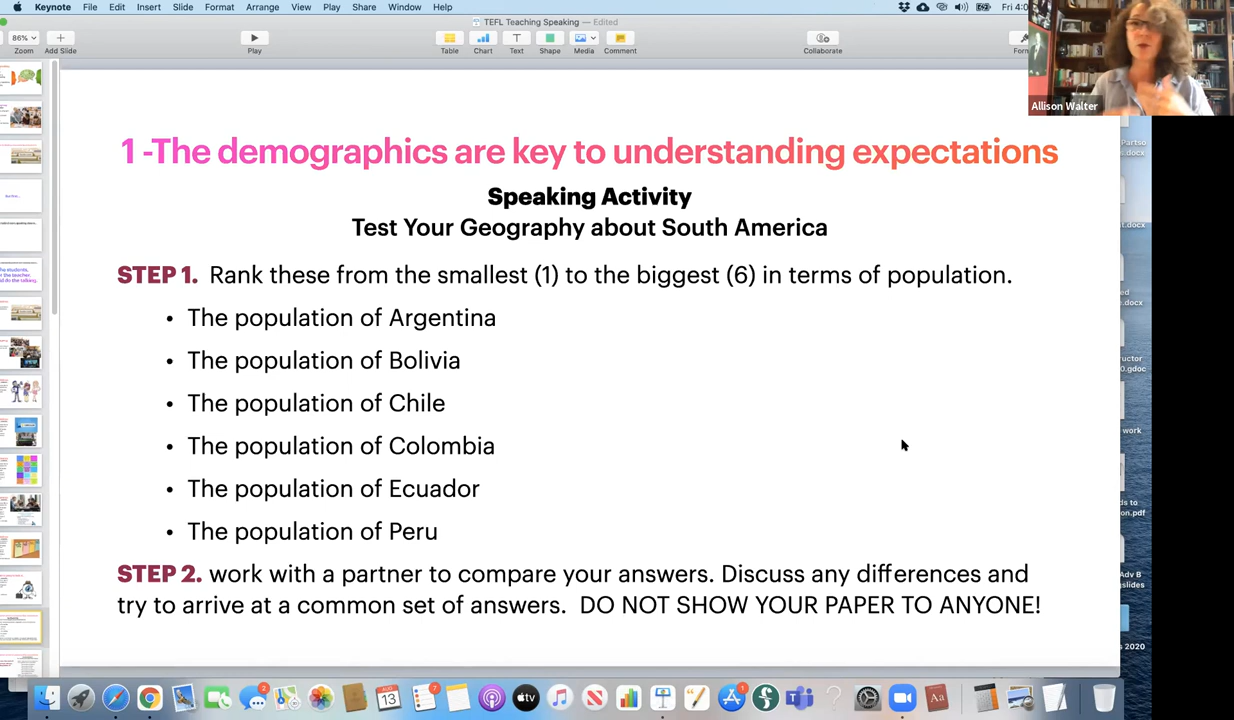 Keynote File Edit Insert Slide Format Arrange View Play Share Window Help
TEFL Teaching Speaking — Edited
86%
Zoom Add Slide Play Table Chart Text Shape Media Comment Collaborate
Allison Walter
1 -The demographics are key to understanding expectations
Speaking Activity
Test Your Geography about South America
STEP 1. Rank these from the smallest (1) to the biggest (6) in terms of population.
• The population of Argentina
• The population of Bolivia
• The population of Chile
• The population of Colombia
• The population of Ecuador
• The population of Peru
STEP 2. work with a partner to compare your answers. Discuss any differences and
try to arrive at a common set of answers. DO NOT SHOW YOUR PAPER TO ANYONE!
AUG
13